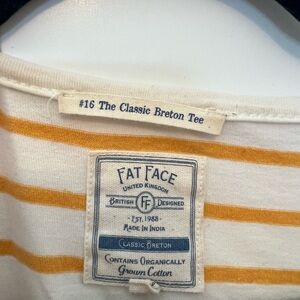 #16 The Classic Breton Tee
FAT FACE
UNITED KINGDOM
BRITISH FF DESIGNED
- EST. 1988 -
MADE IN INDIA
CLASSIC BRETON
CONTAINS ORGANICALLY
Grown Cotton